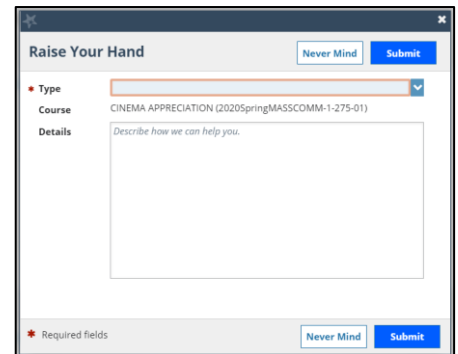 Raise Your Hand
Never Mind Submit
* Type
Course CINEMA APPRECIATION (2020SpringMASSCOMM-1-275-01)
Details Describe how we can help you.
* Required fields Never Mind Submit